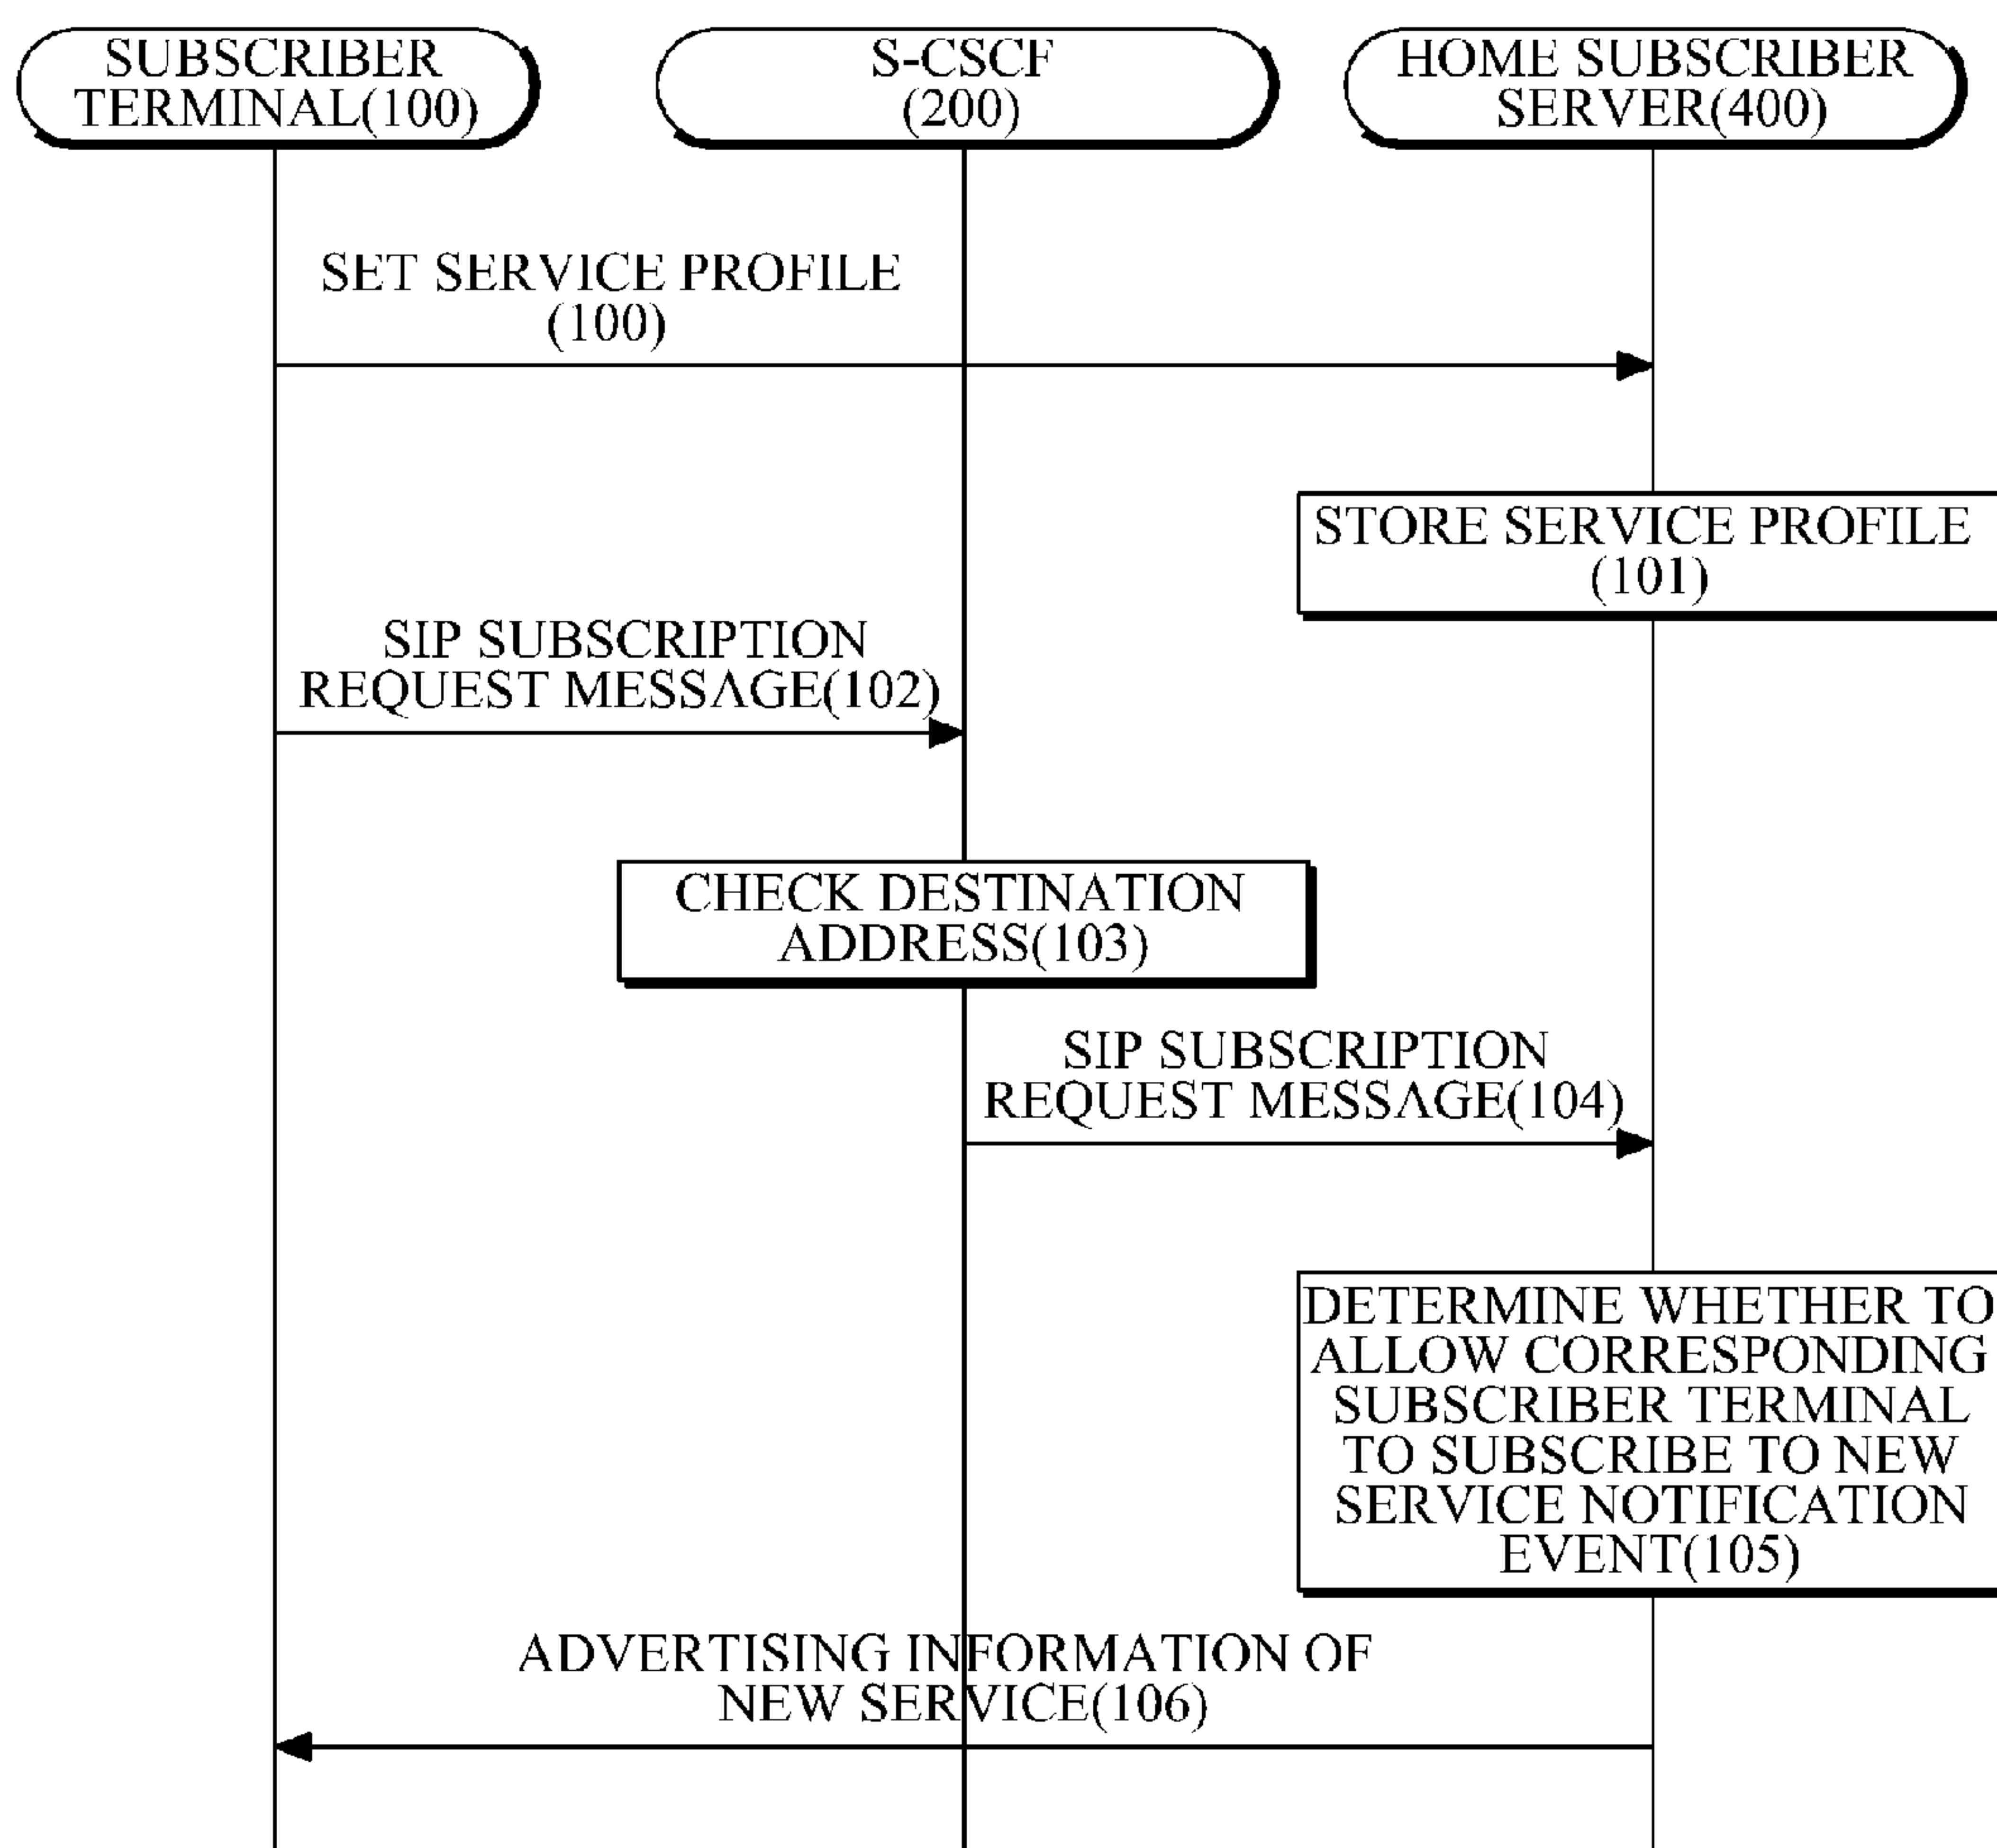 SUBSCRIBER
TERMINAL(100)
S-CSCF
(200)
HOME SUBSCRIBER
SERVER(400)
SET SERVICE PROFILE
(100)
STORE SERVICE PROFILE
(101)
SIP SUBSCRIPTION
REQUEST MESSAGE(102)
CHECK DESTINATION
ADDRESS(103)
SIP SUBSCRIPTION
REQUEST MESSAGE(104)
DETERMINE WHETHER TO
ALLOW CORRESPONDING
SUBSCRIBER TERMINAL
TO SUBSCRIBE TO NEW
SERVICE NOTIFICATION
EVENT(105)
ADVERTISING INFORMATION OF
NEW SERVICE(106)